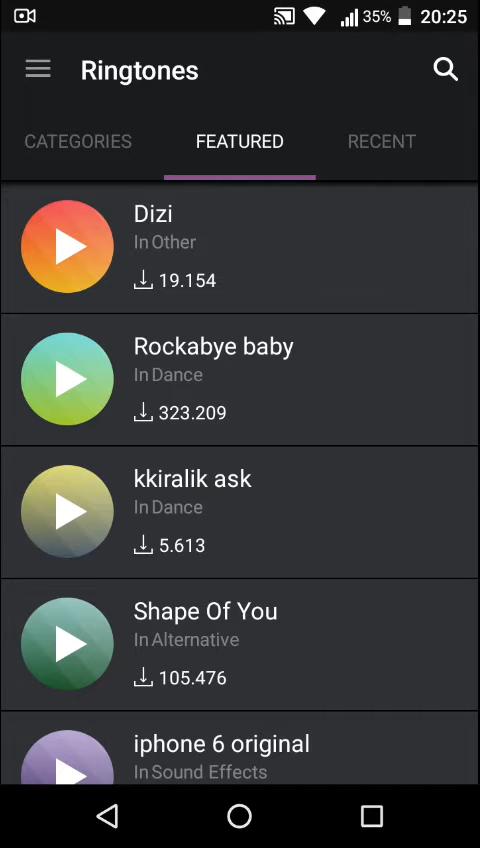 35% 20:25
Ringtones
CATEGORIES FEATURED RECENT
Dizi
In Other
19.154
Rockabye baby
In Dance
323.209
kkiralik ask
In Dance
5.613
Shape Of You
In Alternative
105.476
iphone 6 original
In Sound Effects